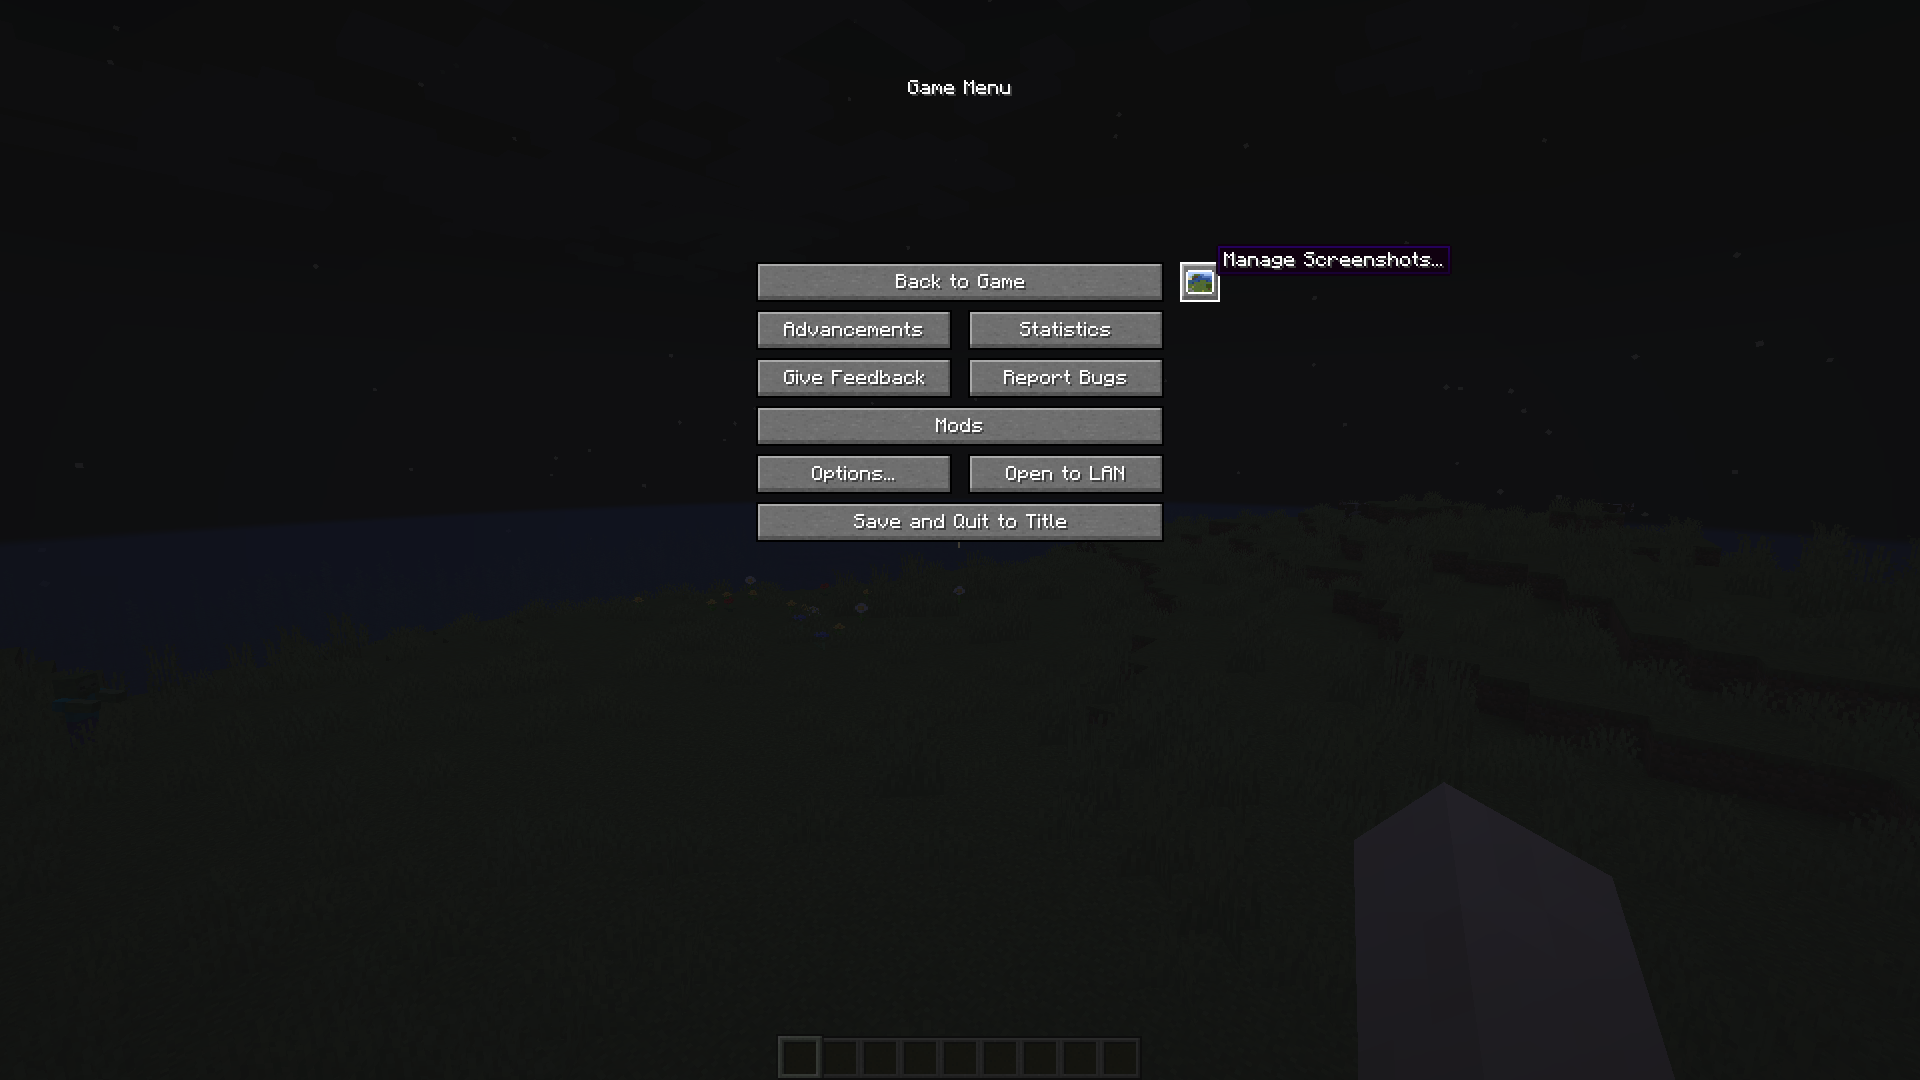 Game Menu
Manage Screenshots...
Back to Game
Advancements
Statistics
Give Feedback
Report Bugs
Mods
Options...
Open to LAN
Save and Quit to Title